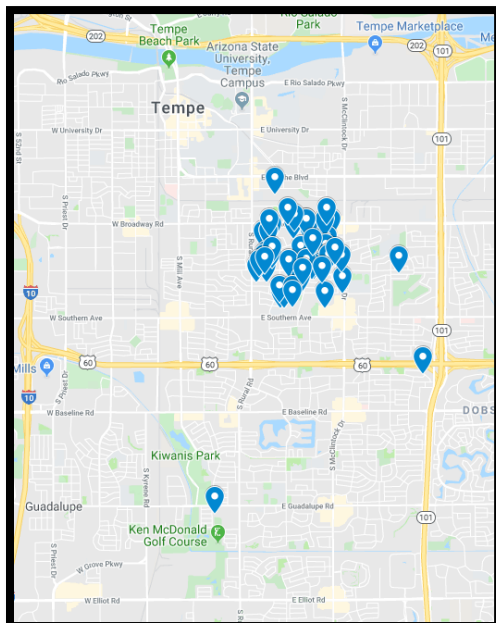 Rio Salado
Park
Tempe Marketplace
202
Tempe
Beach Park
Arizona State
University,
Tempe
Campus
202
101
Rio Salado Pkwy
E Rio Salado Pkwy
Tempe
S McClintock Dr
S 52nd St
W University Dr
E University Dr
101
S Priest Dr
W Broadway Rd
S Mill Ave
10
W Southern Ave
E Southern Ave
101
60
60
60
Mills
10
S Rural Rd
W Baseline Rd
E Baseline Rd
DOBS
S McClintock Dr
Kiwanis Park
S Kyrene Rd
Guadalupe
E Guadalupe Rd
101
Ken McDonald
Golf Course
S Priest Dr
W Grove Pkwy
W Elliot Rd
E Elliot Rd